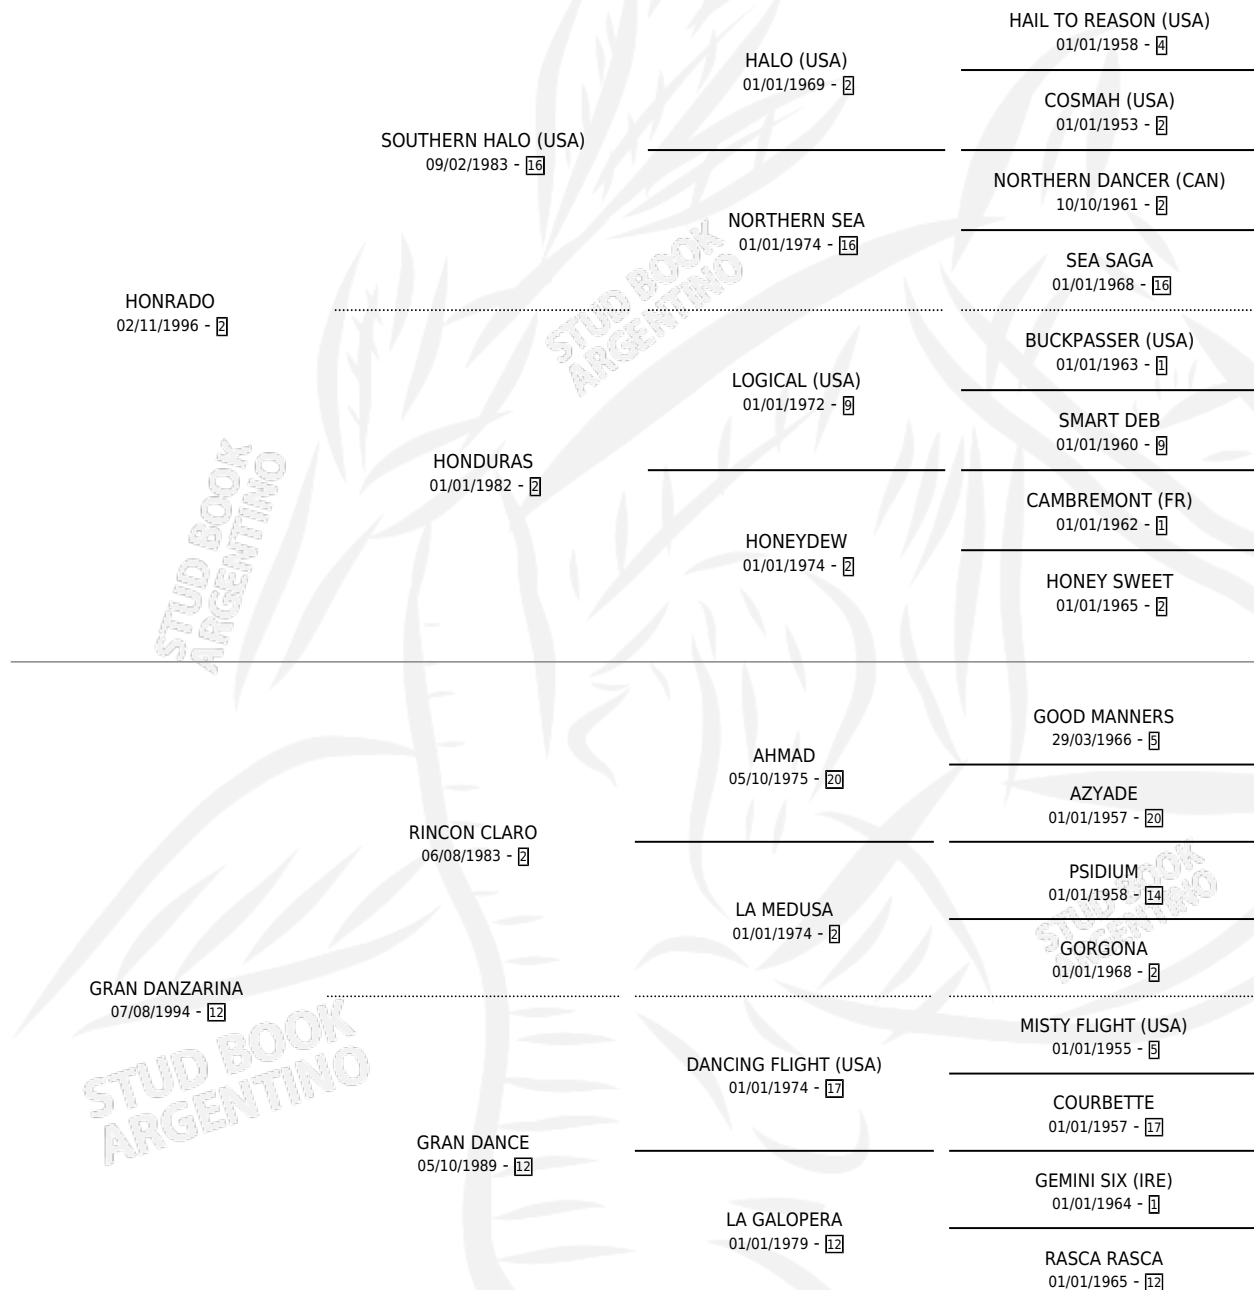 HAIL TO REASON (USA)
01/01/1958 - 4
HALO (USA)
01/01/1969 - 2
COSMAH (USA)
01/01/1953 - 2
SOUTHERN HALO (USA)
09/02/1983 - 16
NORTHERN DANCER (CAN)
10/10/1961 - 2
NORTHERN SEA
01/01/1974 - 16
SEA SAGA
01/01/1968 - 16
STUD BOOK
ARGENTINO
HONRADO
02/11/1996 - 2
BUCKPASSER (USA)
01/01/1963 - 1
LOGICAL (USA)
01/01/1972 - 9
SMART DEB
01/01/1960 - 9
HONDURAS
01/01/1982 - 2
CAMBREMONT (FR)
01/01/1962 - 1
HONEYDEW
01/01/1974 - 2
HONEY SWEET
01/01/1965 - 2
STUD BOOK
ARGENTINO
GOOD MANNERS
29/03/1966 - 5
AHMAD
05/10/1975 - 20
AZYADE
01/01/1957 - 20
RINCON CLARO
06/08/1983 - 2
PSIDIUM
01/01/1958 - 14
LA MEDUSA
01/01/1974 - 2
GORGONA
01/01/1968 - 2
STUD BOOK
ARGENTINO
GRAN DANZARINA
07/08/1994 - 12
MISTY FLIGHT (USA)
01/01/1955 - 5
DANCING FLIGHT (USA)
01/01/1974 - 17
COURBETTE
01/01/1957 - 17
STUD BOOK
ARGENTINO
GRAN DANCE
05/10/1989 - 12
GEMINI SIX (IRE)
01/01/1964 - 1
LA GALOPERA
01/01/1979 - 12
RASCA RASCA
01/01/1965 - 12